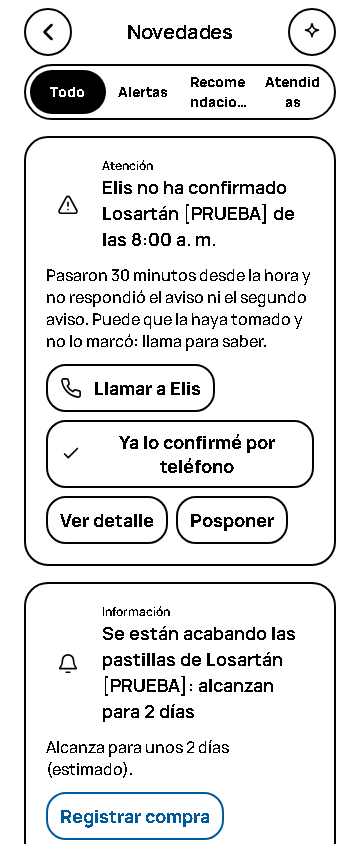 Novedades
Todo
Alertas
Recome
ndacio...
Atendid
as
Atención
Elis no ha confirmado
Losartán [PRUEBA] de
las 8:00 a. m.
Pasaron 30 minutos desde la hora y
no respondió el aviso ni el segundo
aviso. Puede que la haya tomado y
no lo marcó: llama para saber.
Llamar a Elis
Ya lo confirmé por
teléfono
Ver detalle
Posponer
Información
Se están acabando las
pastillas de Losartán
[PRUEBA]: alcanzan
para 2 días
Alcanza para unos 2 días
(estimado).
Registrar compra